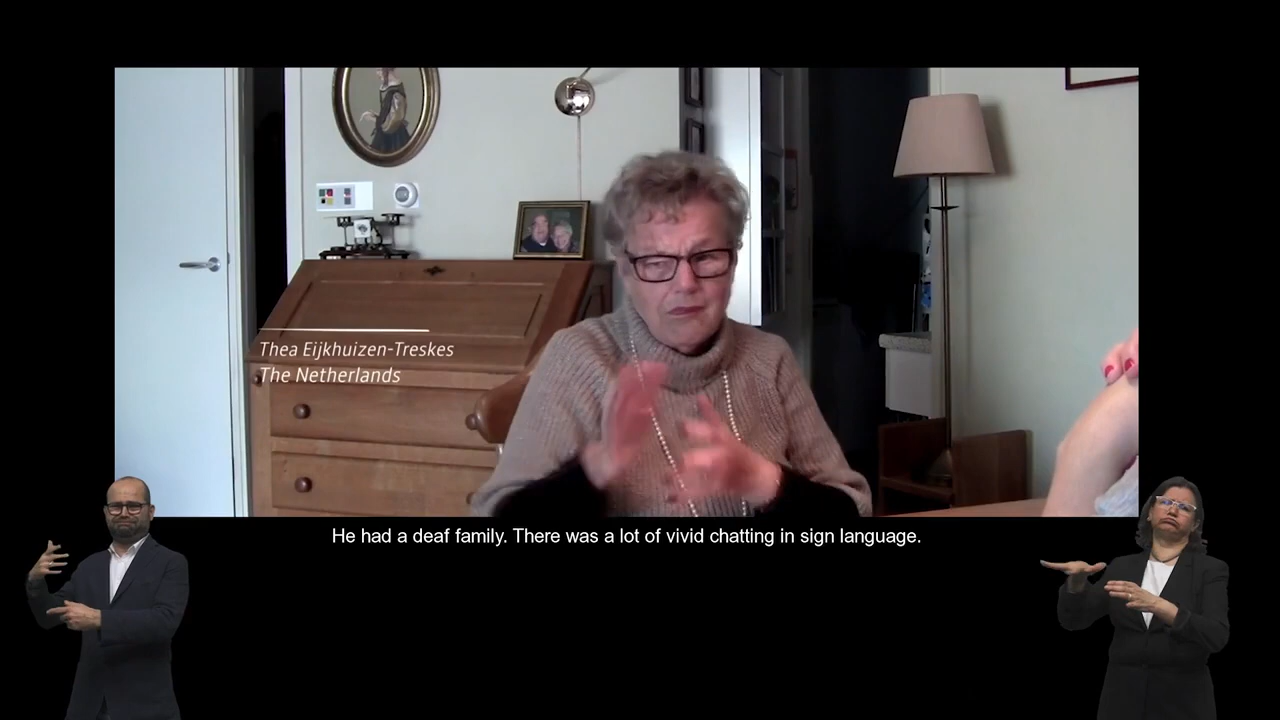 Thea Eijkhuizen-Treskes
The Netherlands
He had a deaf family. There was a lot of vivid chatting in sign language.